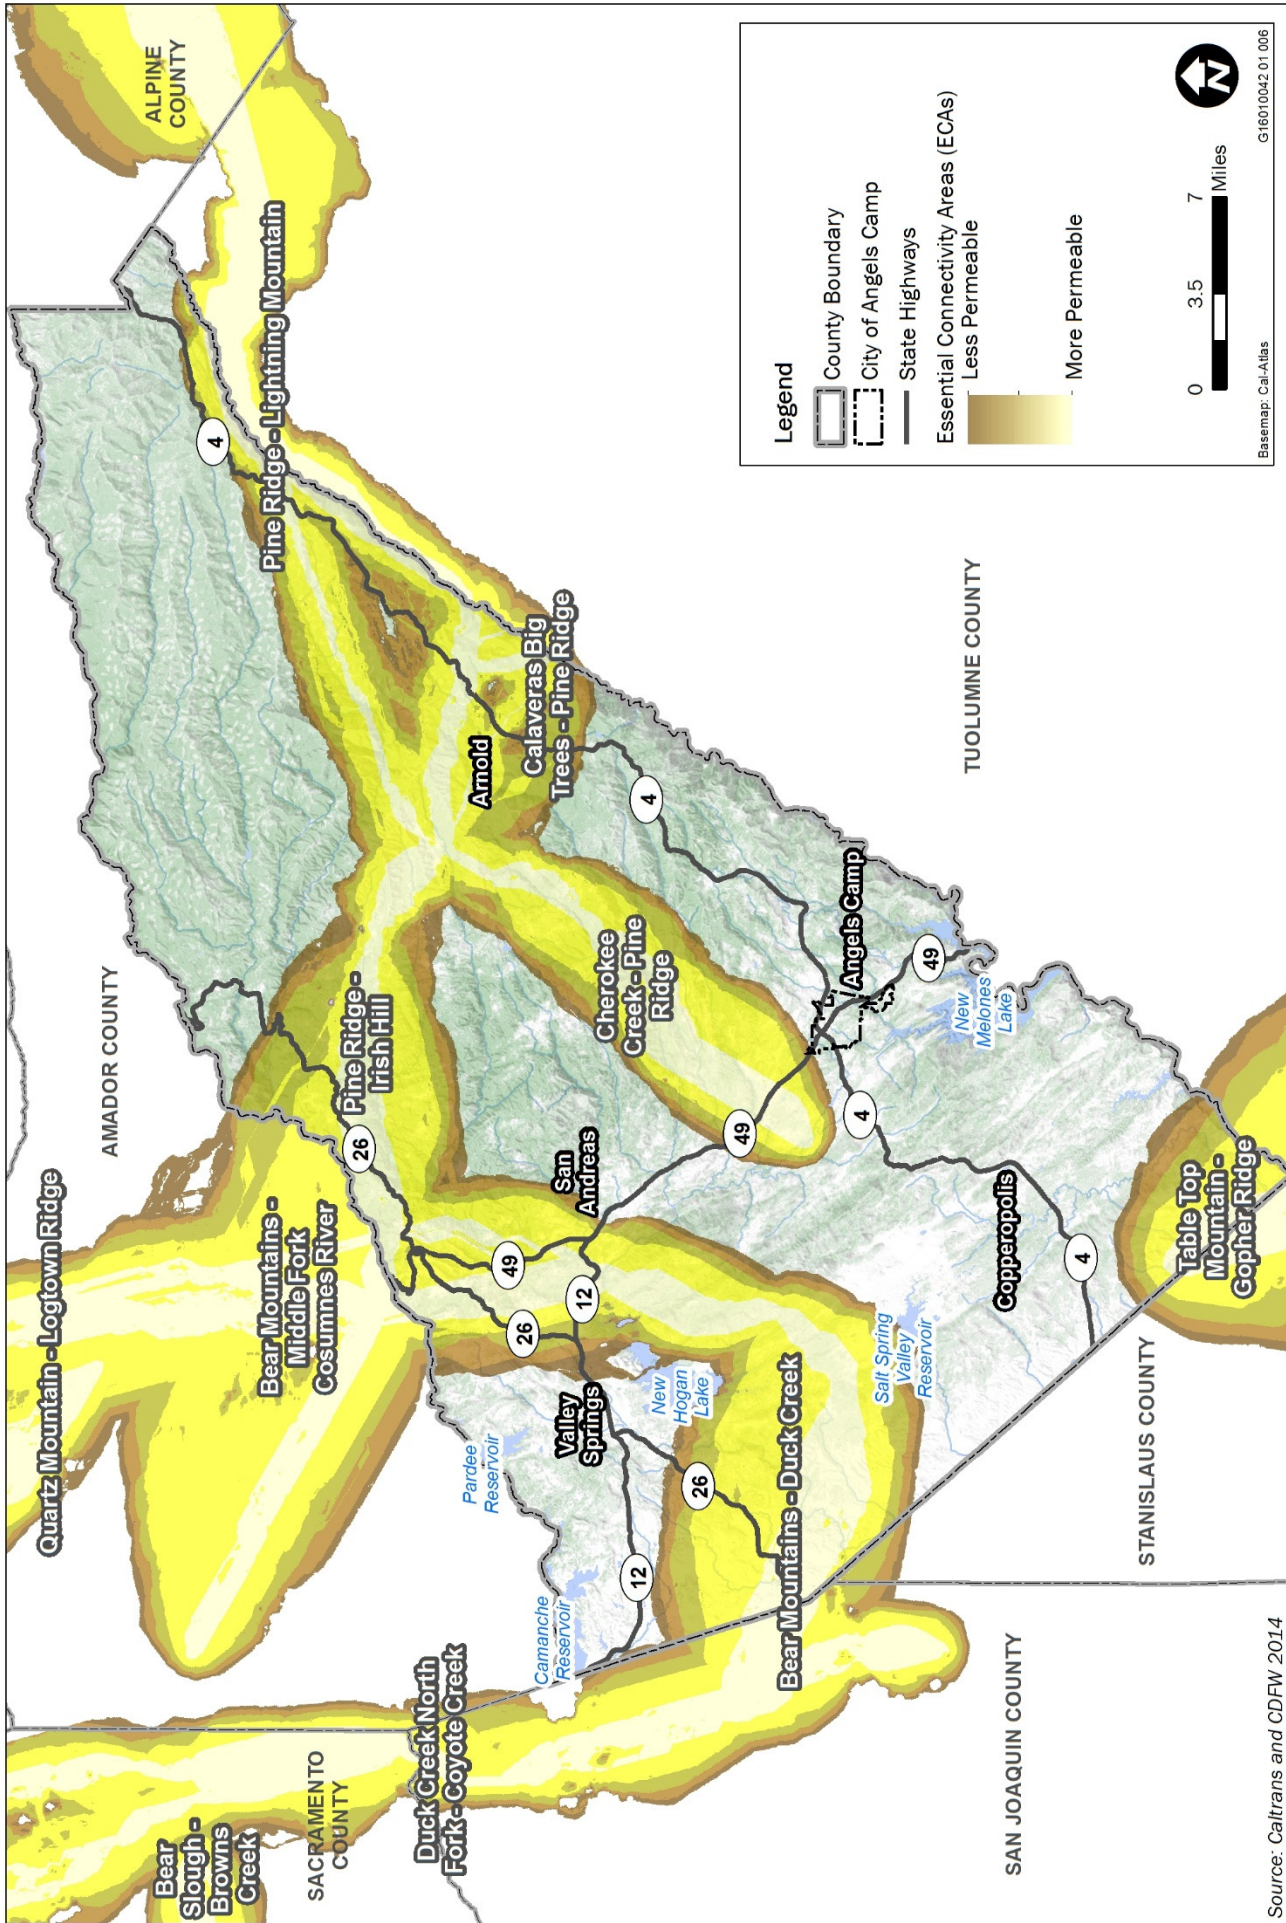 ALPINE
COUNTY
Pine Ridge - Lightning Mountain
4
AMADOR COUNTY
Quartz Mountain - Logtown Ridge
Bear Mountains -
Middle Fork
Cosumnes River
26
Pine Ridge -
Irish Hill
Arnold
Calaveras Big
Trees - Pine Ridge
4
Cherokee
Creek - Pine
Ridge
San
Andreas
49
49
12
26
Pardee
Reservoir
Valley
Springs
New
Hogan
Lake
26
12
Camanche
Reservoir
Bear Mountains - Duck Creek
Salt Spring
Valley
Reservoir
Angels Camp
49
New
Melones
Lake
4
Copperopolis
4
Table Top
Mountain -
Gopher Ridge
TUOLUMNE COUNTY
STANISLAUS COUNTY
SAN JOAQUIN COUNTY
SACRAMENTO
COUNTY
Duck Creek North
Fork - Coyote Creek
Bear
Slough -
Browns
Creek
Legend
County Boundary
City of Angels Camp
State Highways
Essential Connectivity Areas (ECAs)
Less Permeable
More Permeable
0 3.5 7
Miles
N
Basemap: Cal-Atlas
G16010042 01 006
Source: Caltrans and CDFW 2014